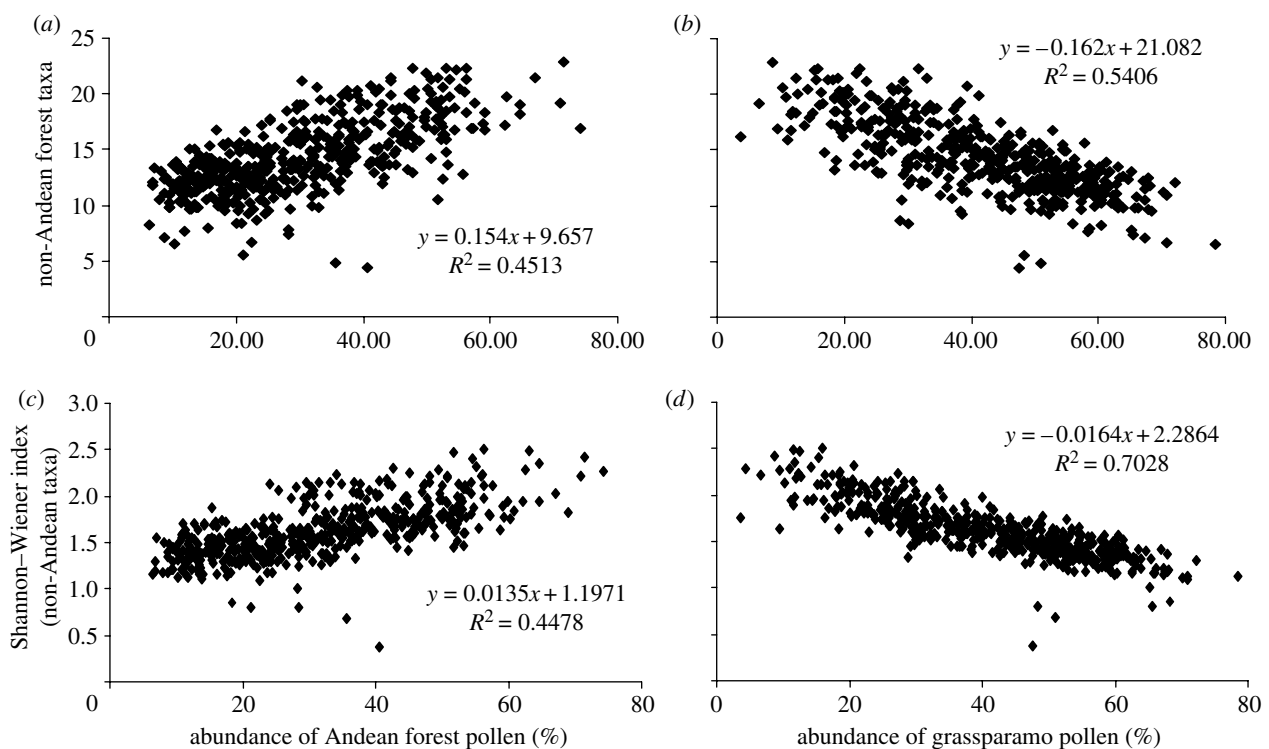 (a)
25
20
15
10
5
0
non-Andean forest taxa
y = 0.154x + 9.657
R² = 0.4513
20.00 40.00 60.00 80.00
(b)
y = −0.162x + 21.082
R² = 0.5406
0 20.00 40.00 60.00 80.00
(c)
3.0
2.5
2.0
1.5
1.0
0.5
0
Shannon–Wiener index
(non-Andean taxa)
y = 0.0135x + 1.1971
R² = 0.4478
20 40 60 80
abundance of Andean forest pollen (%)
(d)
y = −0.0164x + 2.2864
R² = 0.7028
0 20 40 60 80
abundance of grassparamo pollen (%)